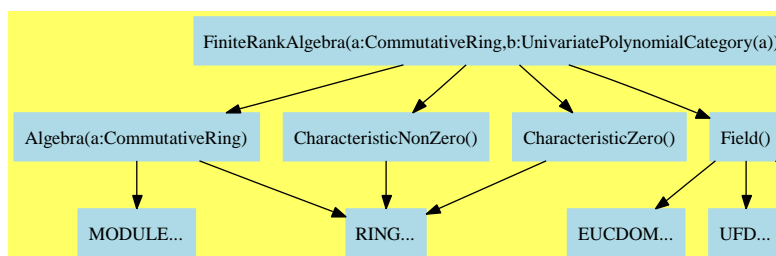 FiniteRankAlgebra(a:CommutativeRing,b:UnivariatePolynomialCategory(a))
Algebra(a:CommutativeRing) CharacteristicNonZero() CharacteristicZero() Field()
MODULE... RING... EUCDOM... UFD...